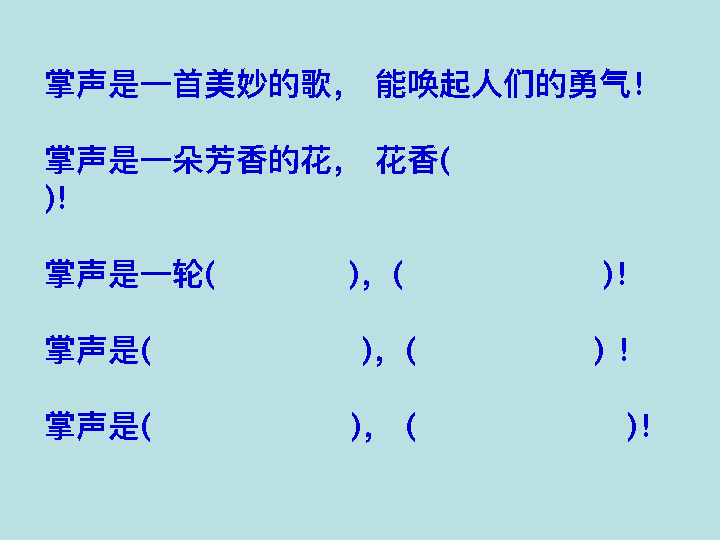 掌声是一首美妙的歌， 能唤起人们的勇气！
掌声是一朵芳香的花， 花香(
)!
掌声是一轮( ), ( )!
掌声是( ), ( ) ！
掌声是( ), ( )!